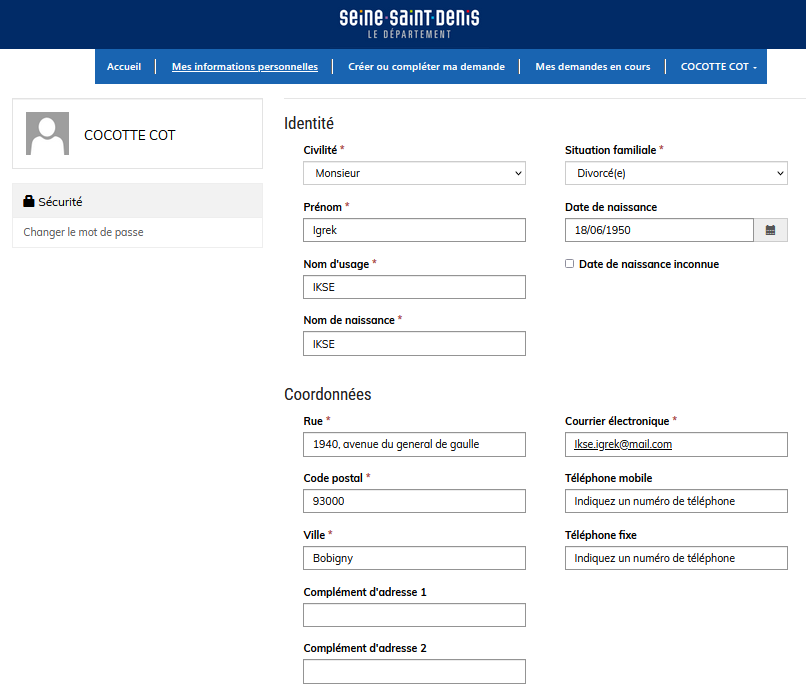 SEINE-SAINT-DENIS
LE DÉPARTEMENT
Accueil
Mes informations personnelles
Créer ou compléter ma demande
Mes demandes en cours
COCOTTE COT
COCOTTE COT
Sécurité
Changer le mot de passe
Identité
Civilité *
Monsieur
Situation familiale *
Divorcé(e)
Prénom *
Igrek
Date de naissance
18/06/1950
Nom d'usage *
IKSE
Date de naissance inconnue
Nom de naissance *
IKSE
Coordonnées
Rue *
1940, avenue du general de gaulle
Courrier électronique *
Ikse.igrek@mail.com
Code postal *
93000
Téléphone mobile
Indiquez un numéro de téléphone
Ville *
Bobigny
Téléphone fixe
Indiquez un numéro de téléphone
Complément d'adresse 1
Complément d'adresse 2